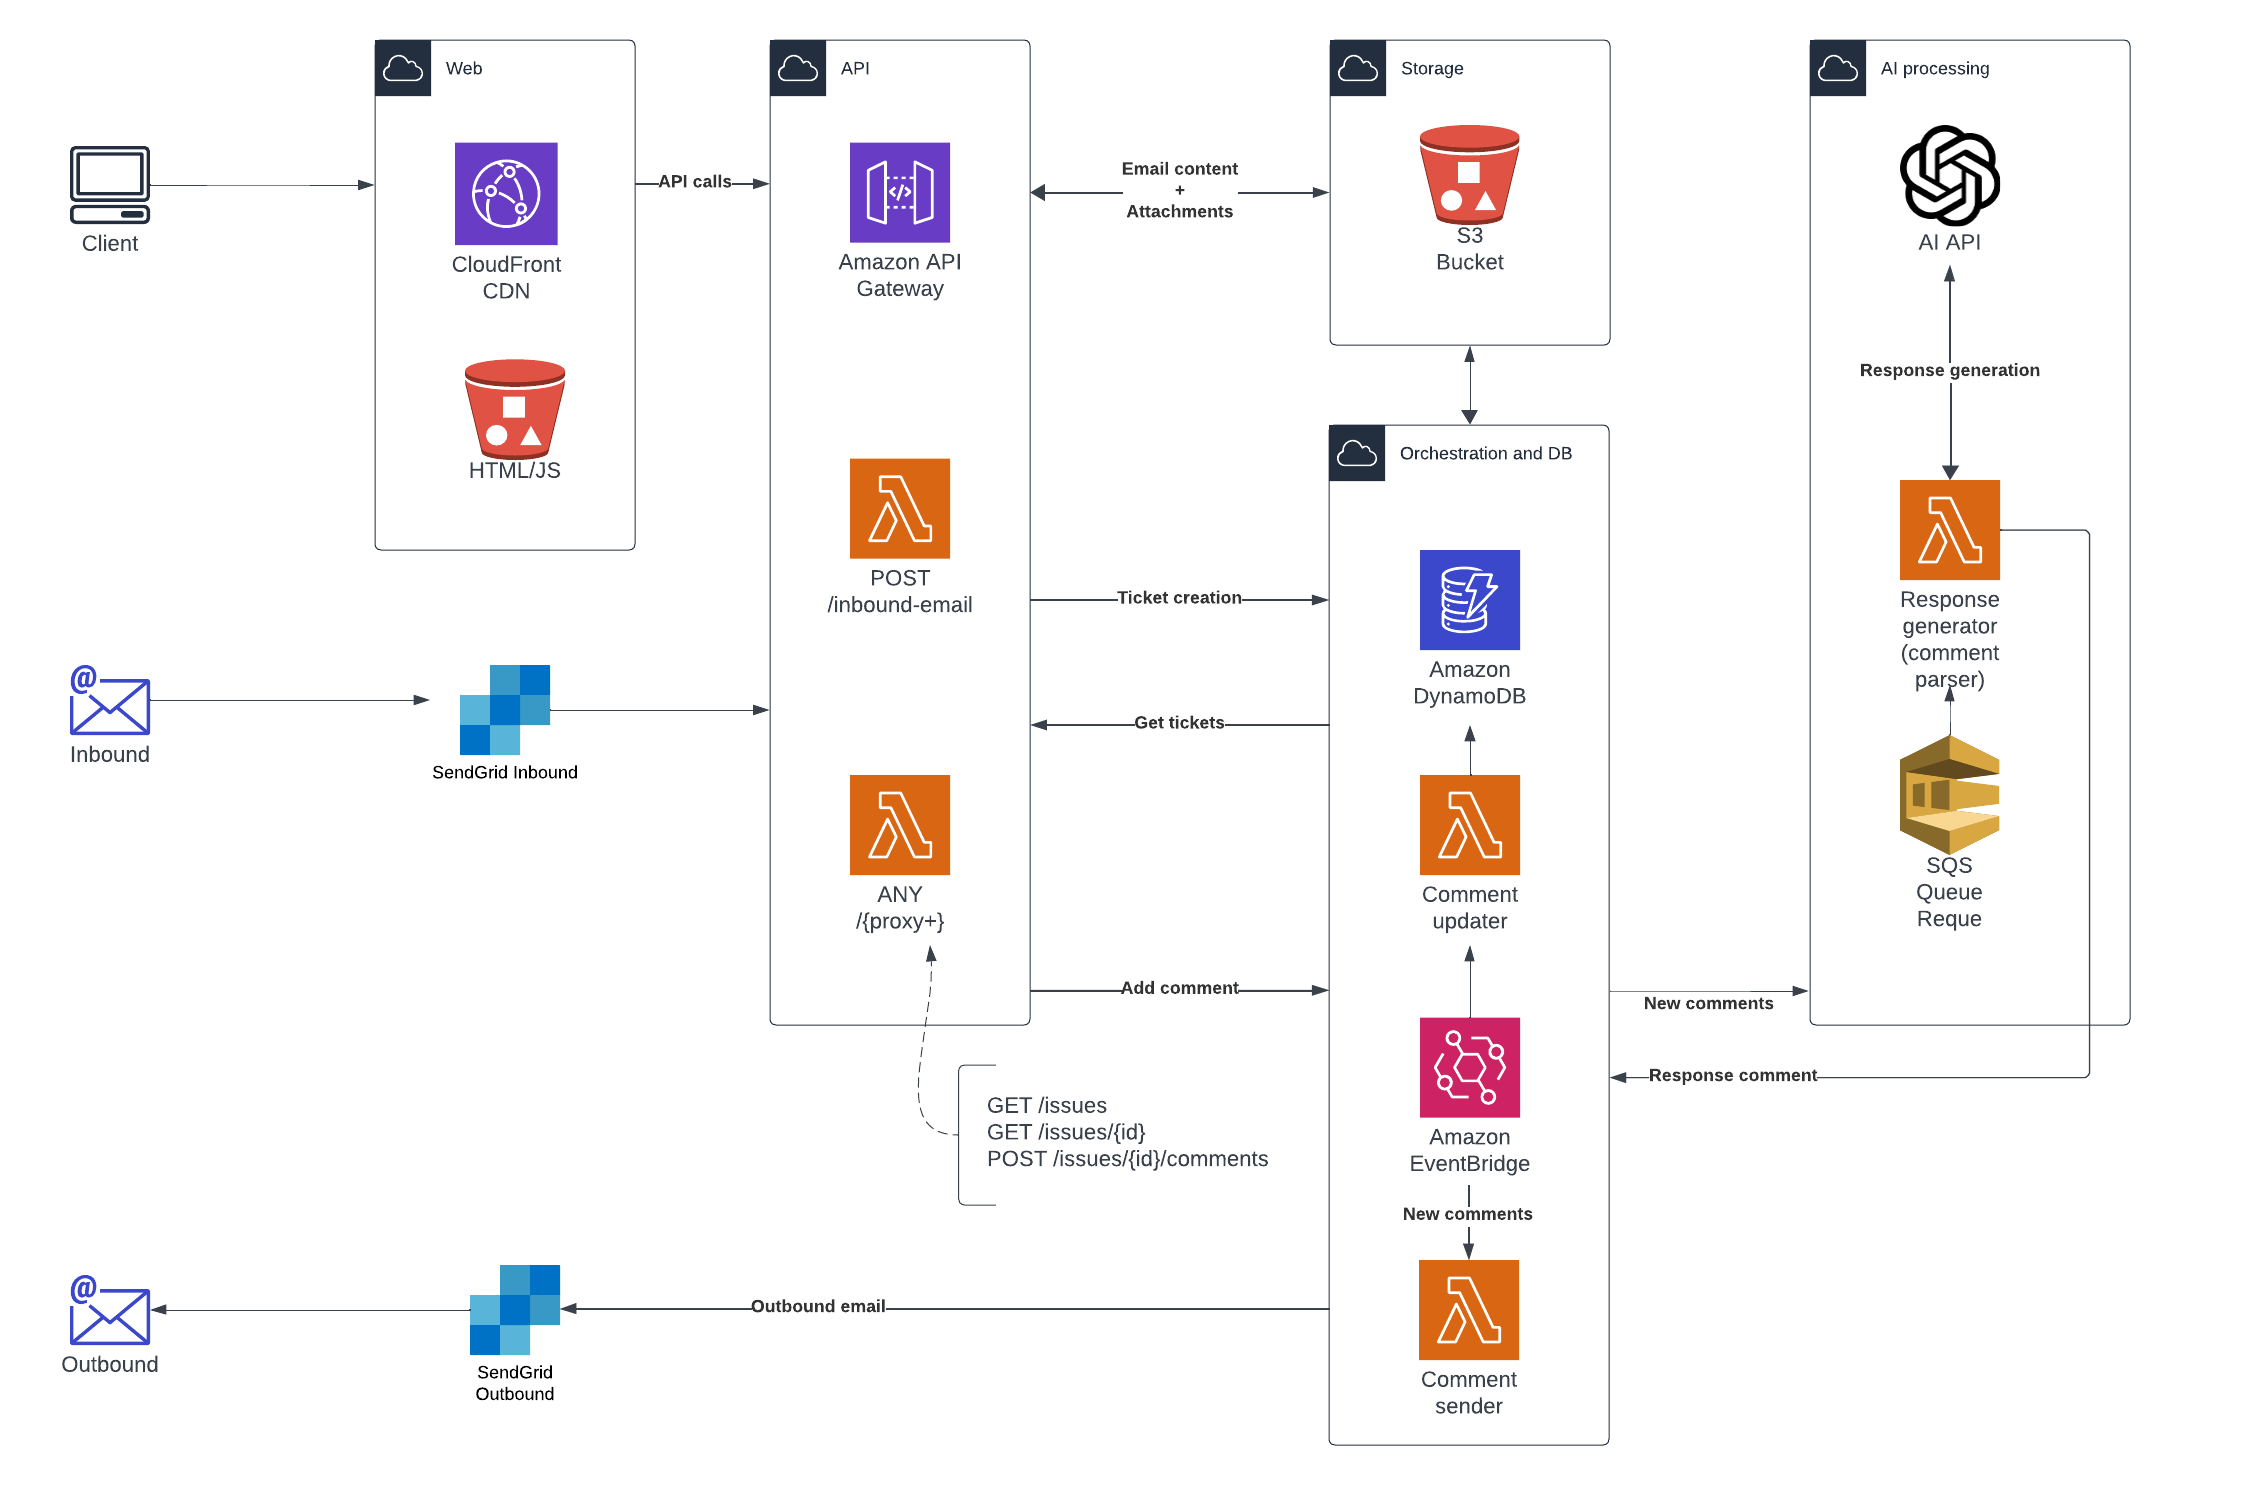 Web
CloudFront
CDN
HTML/JS
Client
API calls
API
Amazon API
Gateway
POST
/inbound-email
ANY
/{proxy+}
Email content
+
Attachments
Storage
S3
Bucket
AI processing
AI API
Response generation
Response
generator
(comment
parser)
SQS
Queue
Reque
Orchestration and DB
Amazon
DynamoDB
Comment
updater
Amazon
EventBridge
New comments
Comment
sender
Ticket creation
Get tickets
Add comment
New comments
Response comment
Inbound
SendGrid Inbound
GET /issues
GET /issues/{id}
POST /issues/{id}/comments
Outbound email
SendGrid
Outbound
Outbound